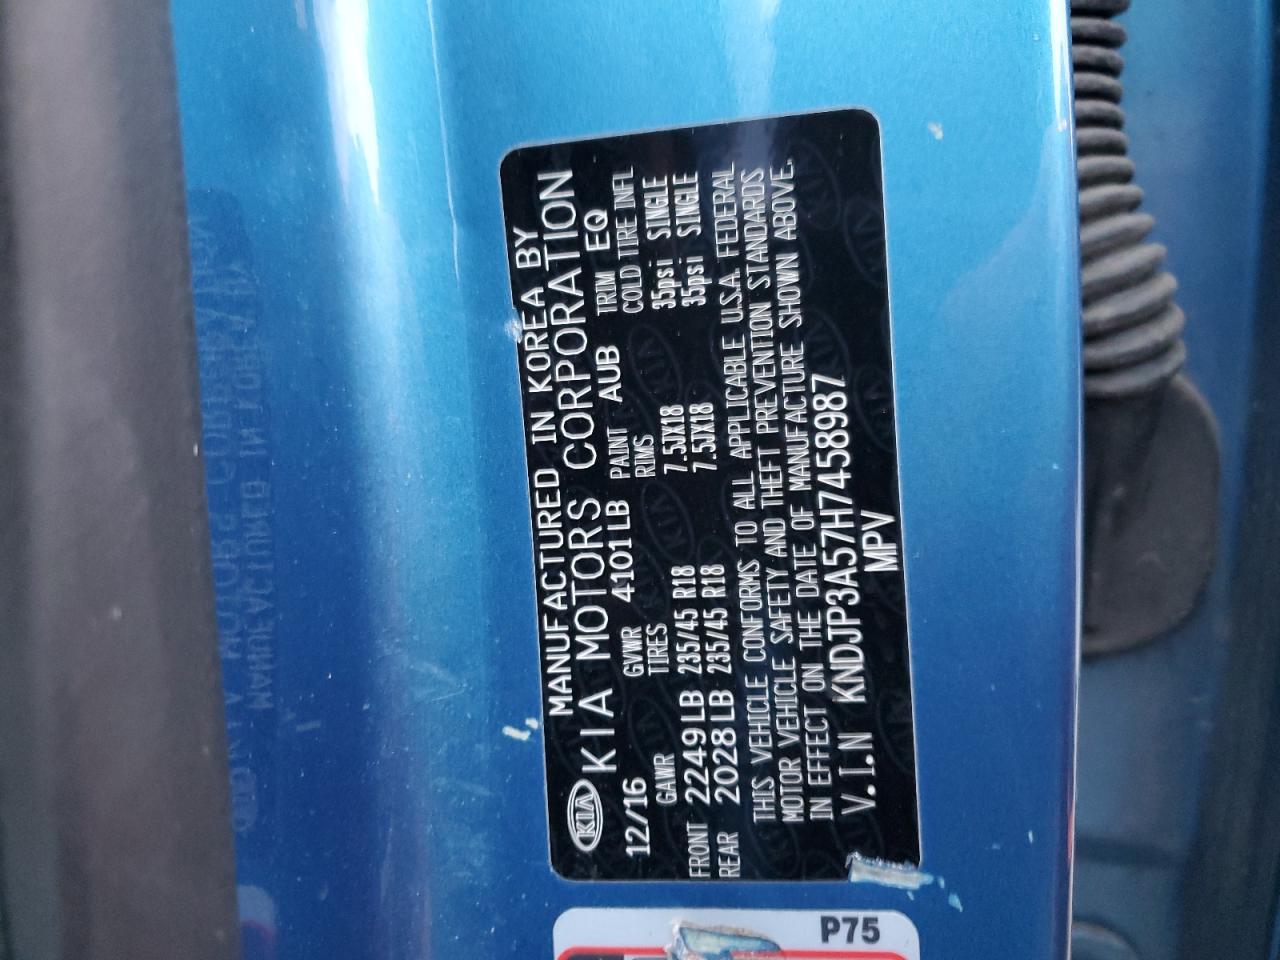 KIA
MANUFACTURED IN KOREA BY
KIA MOTORS CORPORATION
12/16 GVWR 4101LB PAINT AUB TRIM EQ
GAWR TIRES RIMS COLD TIRE INFL
FRONT 2249LB 235/45 R18 7.5JX18 35psi SINGLE
REAR 2028LB 235/45 R18 7.5JX18 35psi SINGLE
THIS VEHICLE CONFORMS TO ALL APPLICABLE U.S.A. FEDERAL
MOTOR VEHICLE SAFETY AND THEFT PREVENTION STANDARDS
IN EFFECT ON THE DATE OF MANUFACTURE SHOWN ABOVE.
V.I.N KNDJP3A57H7458987
MPV
P75